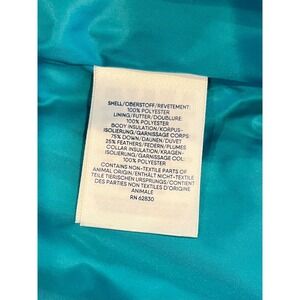 SHELL/OBERSTOFF/REVETEMENT:
100% POLYESTER
LINING/FUTTER/DOUBLURE:
100% POLYESTER
BODY INSULATION/KORPUS-
ISOLIERUNG/GARNISSAGE CORPS:
75% DOWN/DAUNEN/DUVET
25% FEATHERS/FEDERN/PLUMES
COLLAR INSULATION/KRAGEN-
ISOLIERUNG/GARNISSAGE COL:
100% POLYESTER
CONTAINS NON-TEXTILE PARTS OF
ANIMAL ORIGIN/ENTHÄLT NICHT-TEXTILE
TEILE TIERISCHEN URSPRUNGS/CONTIENT
DES PARTIES NON TEXTILES D'ORIGINE
ANIMALE
RN 62830